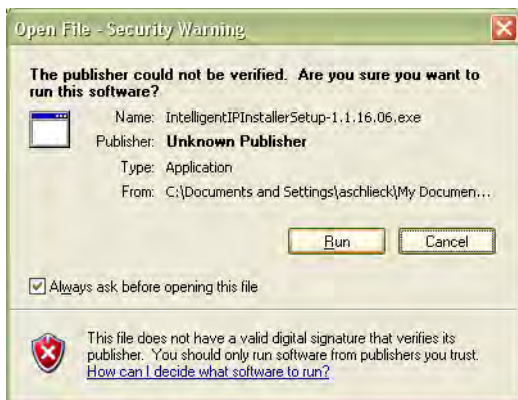 Open File - Security Warning
The publisher could not be verified.  Are you sure you want to
run this software?
Name: IntelligentIPInstallerSetup-1.1.16.06.exe
Publisher: Unknown Publisher
Type: Application
From: C:\Documents and Settings\aschlieck\My Documen...
Run
Cancel
Always ask before opening this file
This file does not have a valid digital signature that verifies its
publisher.  You should only run software from publishers you trust.
How can I decide what software to run?